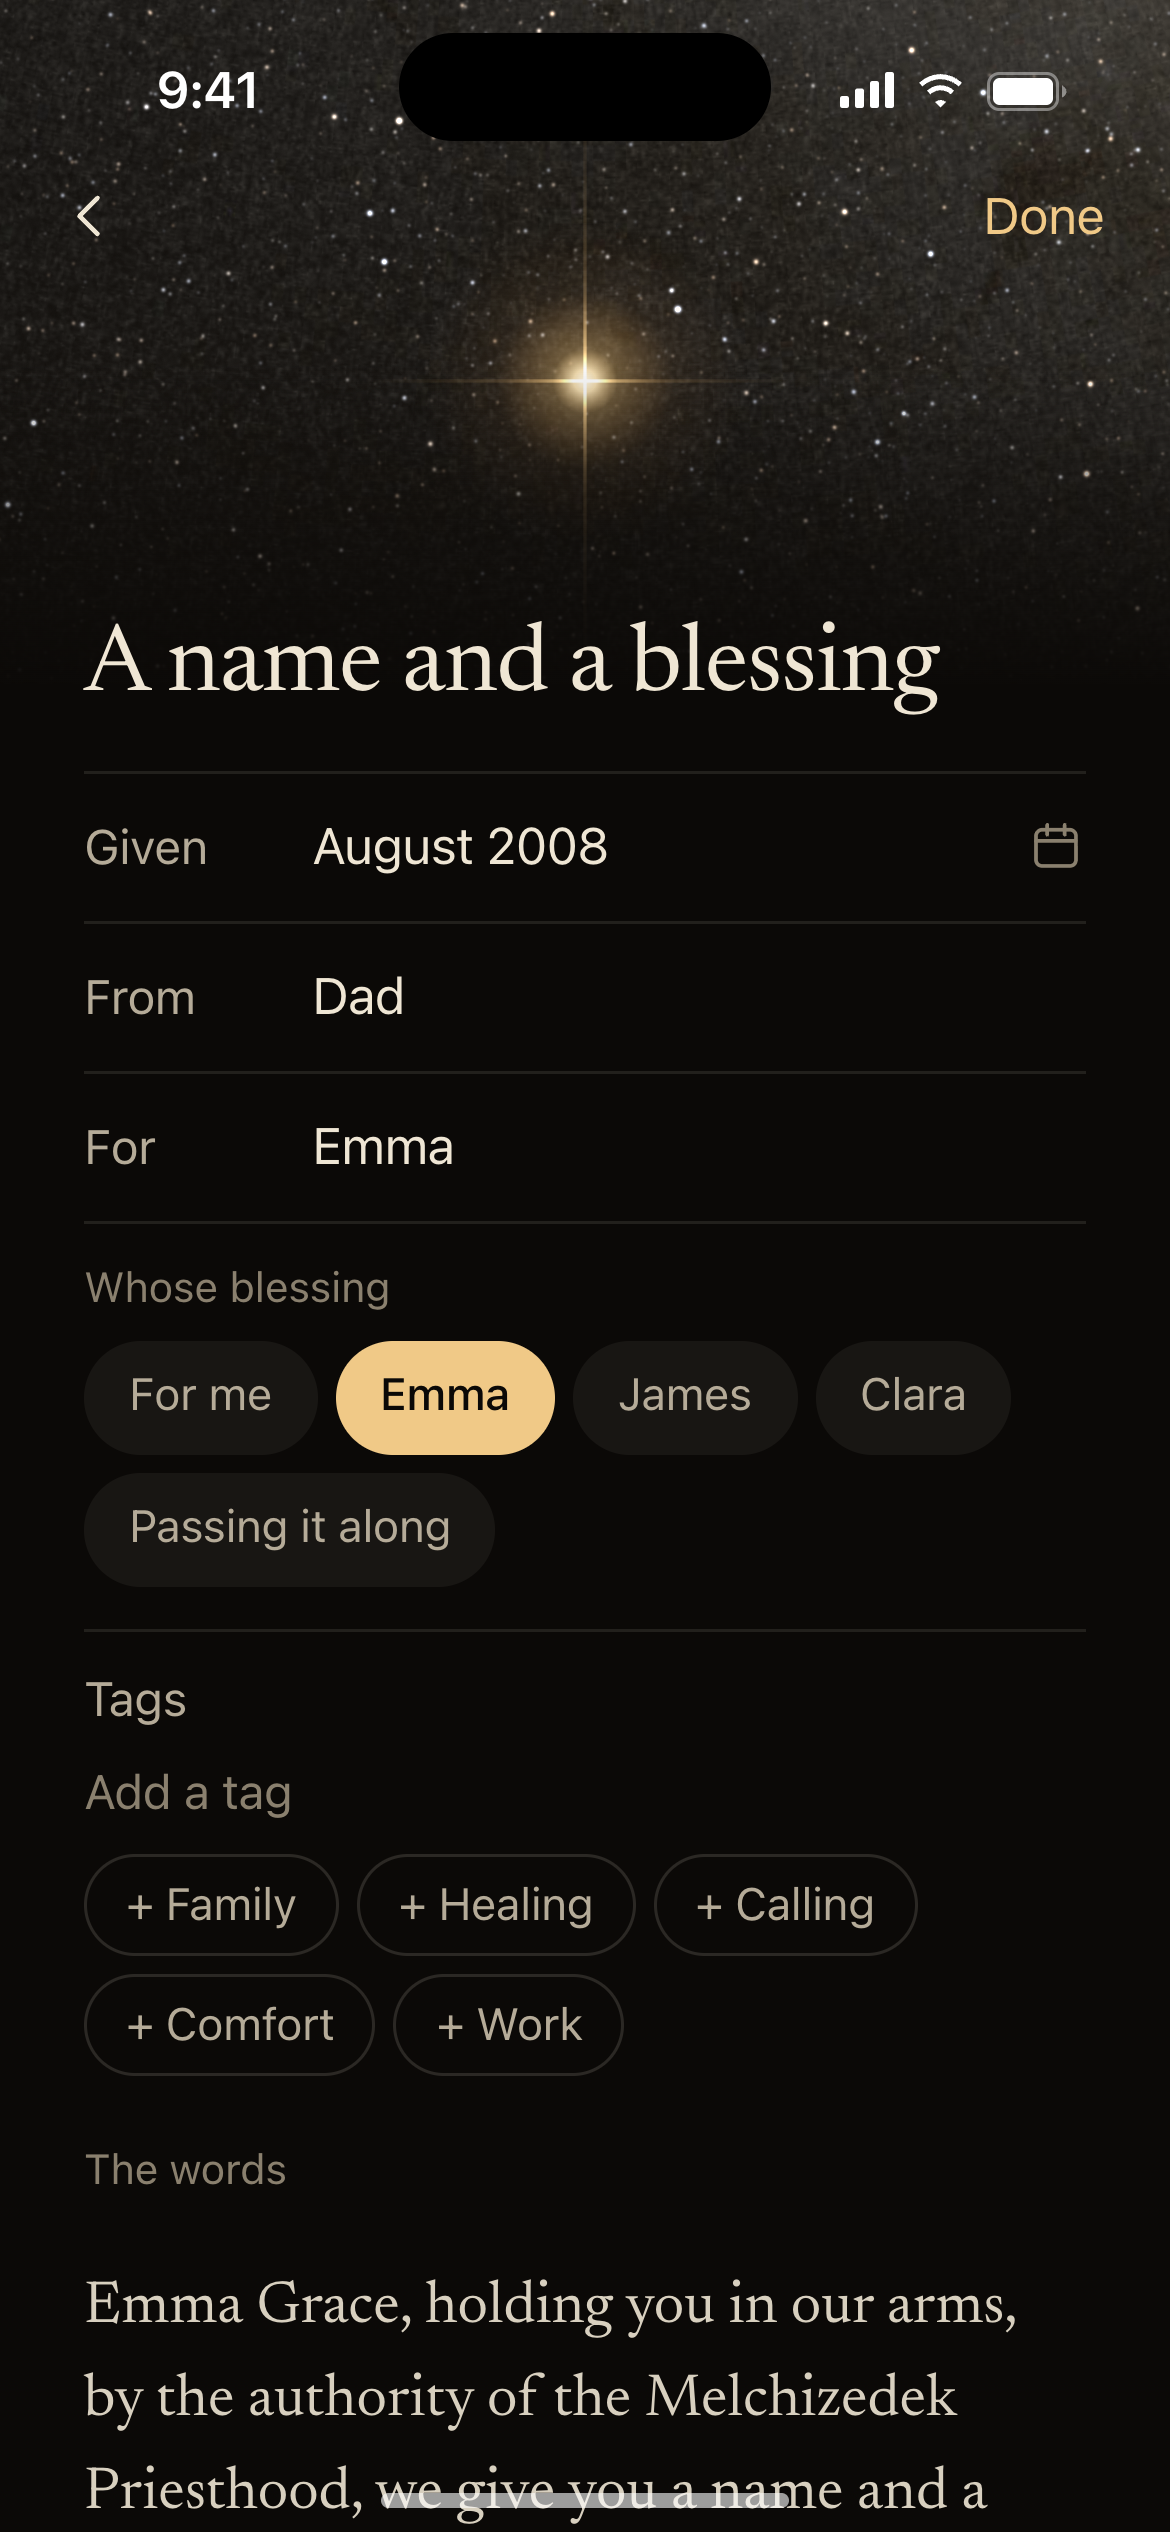 9:41
Done
A name and a blessing
Given August 2008
From Dad
For Emma
Whose blessing
For me Emma James Clara
Passing it along
Tags
Add a tag
+ Family + Healing + Calling
+ Comfort + Work
The words
Emma Grace, holding you in our arms,
by the authority of the Melchizedek
Priesthood, we give you a name and a